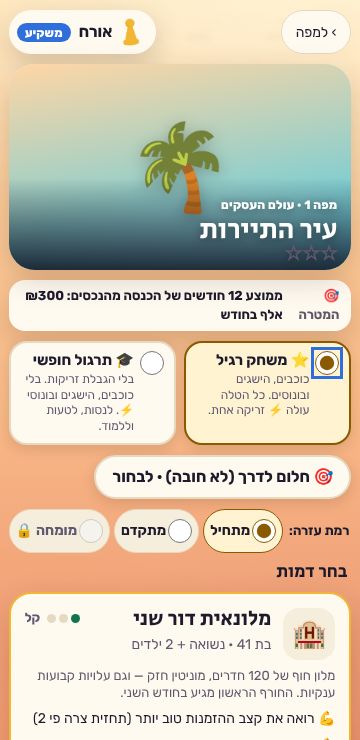 ‹ למפה
אורח משקיע
מפה 1 • עולם העסקים
עיר התיירות
☆☆☆
🎯 המטרה
ממוצע 12 חודשים של הכנסה מהנכסים: ₪300
אלף בחודש
⭐ משחק רגיל
כוכבים, הישגים
ובונוסים. כל הטלה
עולה ⚡ זריקה אחת.
🎓 תרגול חופשי
בלי הגבלת זריקות. בלי
כוכבים, הישגים ובונוסי
⚡. לנסות, לטעות
וללמוד.
🎯 חלום לדרך (לא חובה) • לבחור
רמת עזרה: מתחיל מתקדם מומחה 🔒
בחר דמות
מלונאית דור שני
קל
בת 41 • נשואה + 2 ילדים
מלון חוף של 120 חדרים, מוניטין חזק — וגם עלויות קבועות
ענקיות. החורף הראשון מגיע בחודש השני.
💪 רואה את קצב ההזמנות טוב יותר (תחזית צרה פי 2)